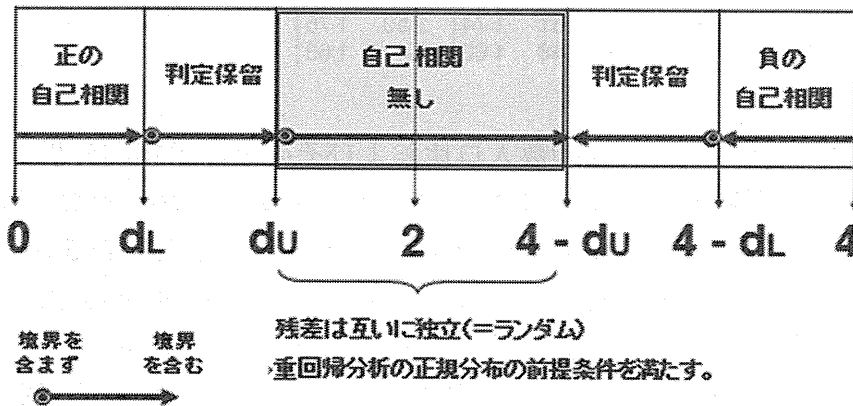 正の
自己相関
判定保留
自己相関
無し
判定保留
負の
自己相関
0 dL dU 2 4 - dU 4 - dL 4
残差は互いに独立(=ランダム)
重回帰分析の正規分布の前提条件を満たす。
境界を
含まず
境界
を含む